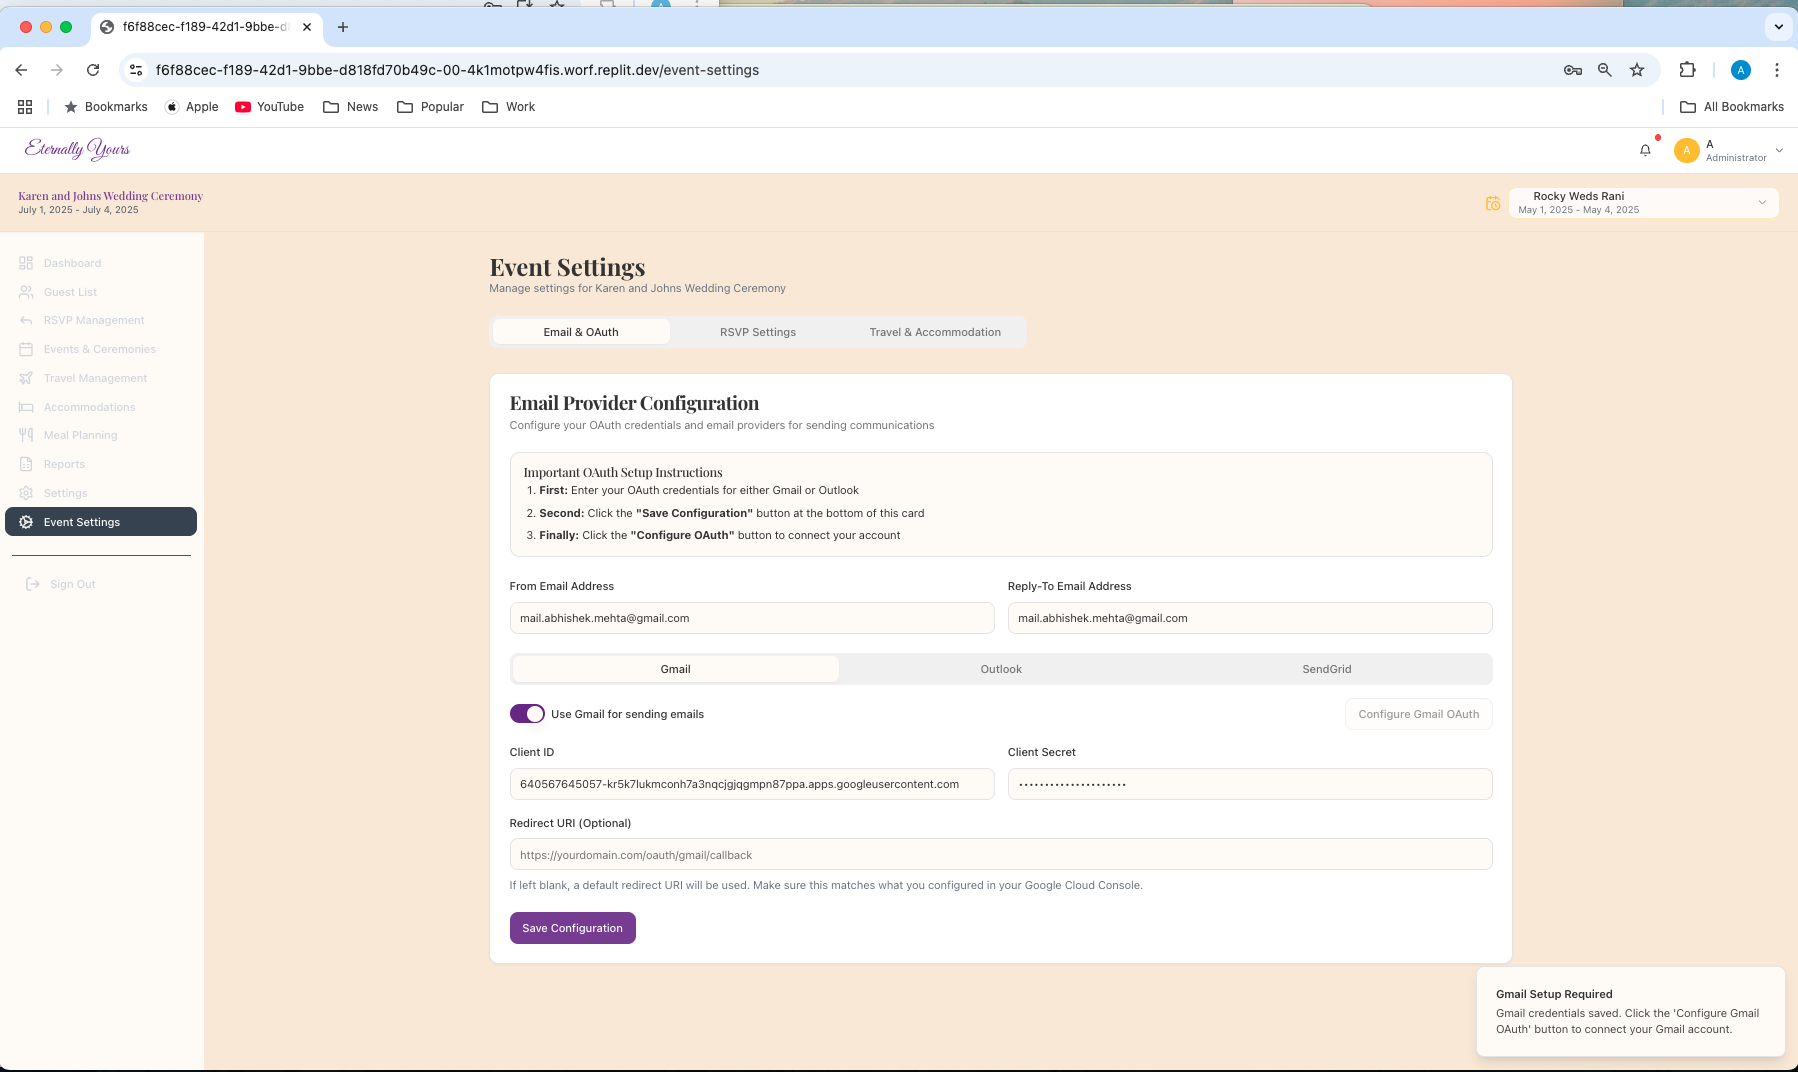 f6f88cec-f189-42d1-9bbe-d
f6f88cec-f189-42d1-9bbe-d818fd70b49c-00-4k1motpw4fis.worf.replit.dev/event-settings
A
Bookmarks
Apple
YouTube
News
Popular
Work
All Bookmarks
Eternally Yours
A
A
Administrator
Karen and Johns Wedding Ceremony
July 1, 2025 - July 4, 2025
Rocky Weds Rani
May 1, 2025 - May 4, 2025
Dashboard
Guest List
RSVP Management
Events & Ceremonies
Travel Management
Accommodations
Meal Planning
Reports
Settings
Event Settings
Sign Out
Event Settings
Manage settings for Karen and Johns Wedding Ceremony
Email & OAuth
RSVP Settings
Travel & Accommodation
Email Provider Configuration
Configure your OAuth credentials and email providers for sending communications
Important OAuth Setup Instructions
1. First: Enter your OAuth credentials for either Gmail or Outlook
2. Second: Click the "Save Configuration" button at the bottom of this card
3. Finally: Click the "Configure OAuth" button to connect your account
From Email Address
Reply-To Email Address
mail.abhishek.mehta@gmail.com
mail.abhishek.mehta@gmail.com
Gmail
Outlook
SendGrid
Use Gmail for sending emails
Configure Gmail OAuth
Client ID
Client Secret
640567645057-kr5k7lukmconh7a3nqcjgjqgmpn87ppa.apps.googleusercontent.com
Redirect URI (Optional)
https://yourdomain.com/oauth/gmail/callback
If left blank, a default redirect URI will be used. Make sure this matches what you configured in your Google Cloud Console.
Save Configuration
Gmail Setup Required
Gmail credentials saved. Click the 'Configure Gmail
OAuth' button to connect your Gmail account.